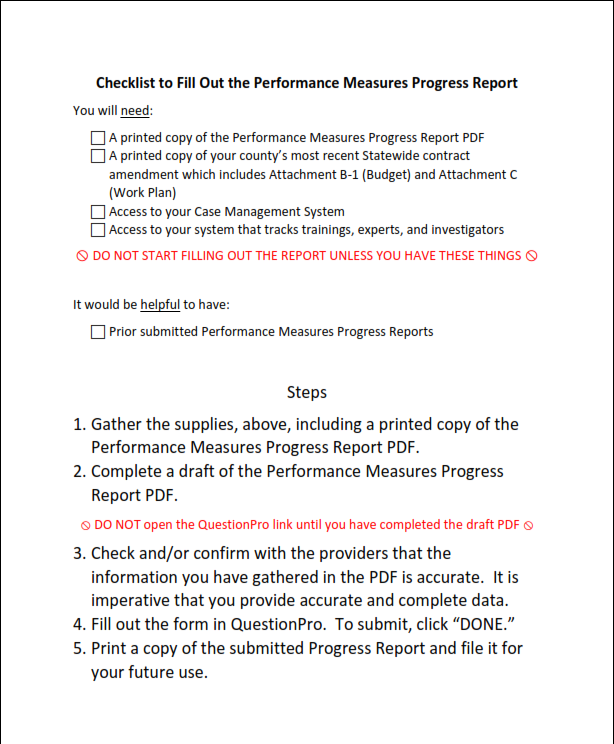 Checklist to Fill Out the Performance Measures Progress Report
You will need:
☐ A printed copy of the Performance Measures Progress Report PDF
☐ A printed copy of your county's most recent Statewide contract
amendment which includes Attachment B-1 (Budget) and Attachment C
(Work Plan)
☐ Access to your Case Management System
☐ Access to your system that tracks trainings, experts, and investigators
🛇 DO NOT START FILLING OUT THE REPORT UNLESS YOU HAVE THESE THINGS 🛇
It would be helpful to have:
☐ Prior submitted Performance Measures Progress Reports
Steps
1. Gather the supplies, above, including a printed copy of the
Performance Measures Progress Report PDF.
2. Complete a draft of the Performance Measures Progress
Report PDF.
🛇 DO NOT open the QuestionPro link until you have completed the draft PDF 🛇
3. Check and/or confirm with the providers that the
information you have gathered in the PDF is accurate.  It is
imperative that you provide accurate and complete data.
4. Fill out the form in QuestionPro.  To submit, click “DONE.”
5. Print a copy of the submitted Progress Report and file it for
your future use.